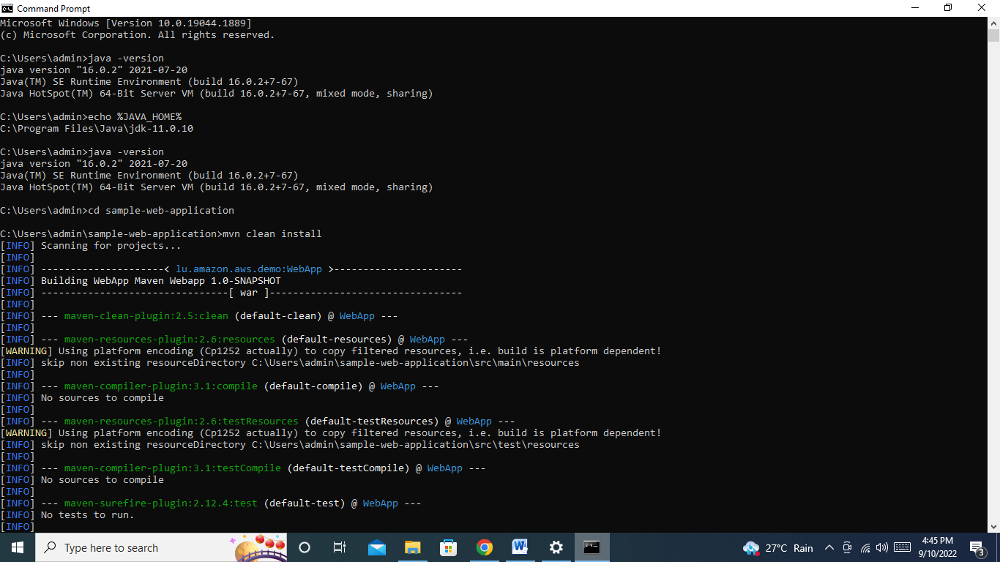 Command Prompt
Microsoft Windows [Version 10.0.19044.1889]
(c) Microsoft Corporation. All rights reserved.
C:\Users\admin>java -version
java version "16.0.2" 2021-07-20
Java(TM) SE Runtime Environment (build 16.0.2+7-67)
Java HotSpot(TM) 64-Bit Server VM (build 16.0.2+7-67, mixed mode, sharing)
C:\Users\admin>echo %JAVA_HOME%
C:\Program Files\Java\jdk-11.0.10
C:\Users\admin>java -version
java version "16.0.2" 2021-07-20
Java(TM) SE Runtime Environment (build 16.0.2+7-67)
Java HotSpot(TM) 64-Bit Server VM (build 16.0.2+7-67, mixed mode, sharing)
C:\Users\admin>cd sample-web-application
C:\Users\admin\sample-web-application>mvn clean install
[INFO] Scanning for projects...
[INFO]
[INFO] ---------------------< lu.amazon.aws.demo:WebApp >----------------------
[INFO] Building WebApp Maven Webapp 1.0-SNAPSHOT
[INFO] --------------------------------[ war ]---------------------------------
[INFO]
[INFO] --- maven-clean-plugin:2.5:clean (default-clean) @ WebApp ---
[INFO]
[INFO] --- maven-resources-plugin:2.6:resources (default-resources) @ WebApp ---
[WARNING] Using platform encoding (Cp1252 actually) to copy filtered resources, i.e. build is platform dependent!
[INFO] skip non existing resourceDirectory C:\Users\admin\sample-web-application\src\main\resources
[INFO]
[INFO] --- maven-compiler-plugin:3.1:compile (default-compile) @ WebApp ---
[INFO] No sources to compile
[INFO]
[INFO] --- maven-resources-plugin:2.6:testResources (default-testResources) @ WebApp ---
[WARNING] Using platform encoding (Cp1252 actually) to copy filtered resources, i.e. build is platform dependent!
[INFO] skip non existing resourceDirectory C:\Users\admin\sample-web-application\src\test\resources
[INFO]
[INFO] --- maven-compiler-plugin:3.1:testCompile (default-testCompile) @ WebApp ---
[INFO] No sources to compile
[INFO]
[INFO] --- maven-surefire-plugin:2.12.4:test (default-test) @ WebApp ---
[INFO] No tests to run.
[INFO]
Type here to search
27°C Rain
4:45 PM
9/10/2022
3